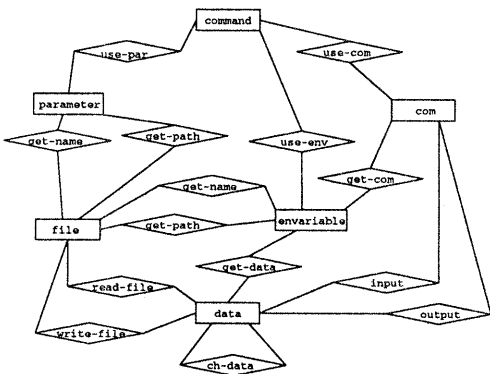 command
use-par
use-com
parameter
com
get-name
get-path
use-env
get-com
get-name
file
get-path
envariable
get-data
read-file
input
data
output
write-file
ch-data